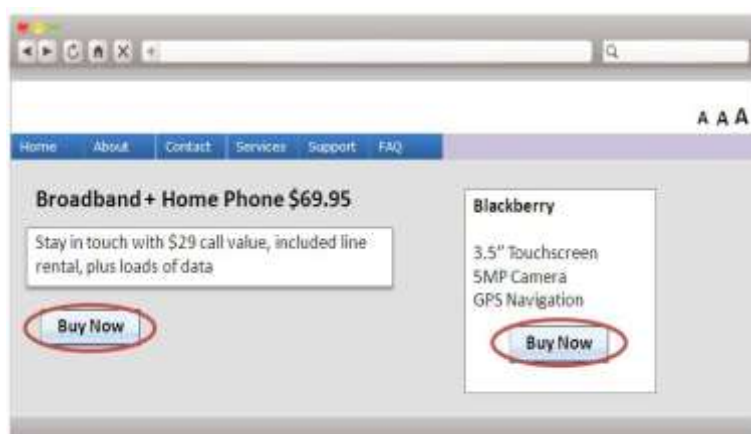 A A A
Home About Contact Services Support FAQ
Broadband + Home Phone $69.95
Stay in touch with $29 call value, included line
rental, plus loads of data
Buy Now
Blackberry
3.5" Touchscreen
5MP Camera
GPS Navigation
Buy Now